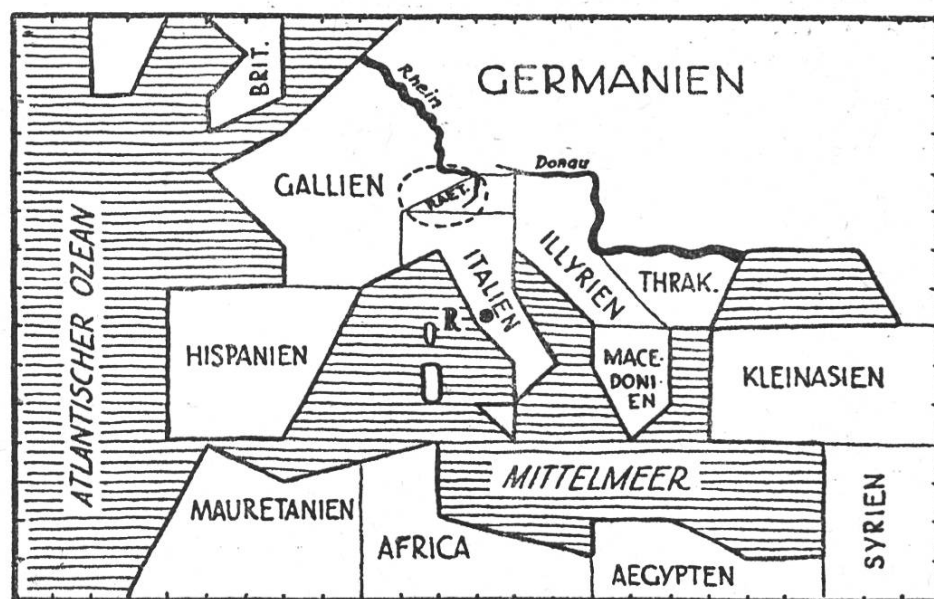 BRIT.
Rhein
GERMANIEN
Donau
GALLIEN
RAET.
ATLANTISCHER OZEAN
ITALIEN
ILLYRIEN
THRAK.
R
HISPANIEN
MACE-
DONI-
EN
KLEINASIEN
MITTELMEER
MAURETANIEN
AFRICA
AEGYPTEN
SYRIEN